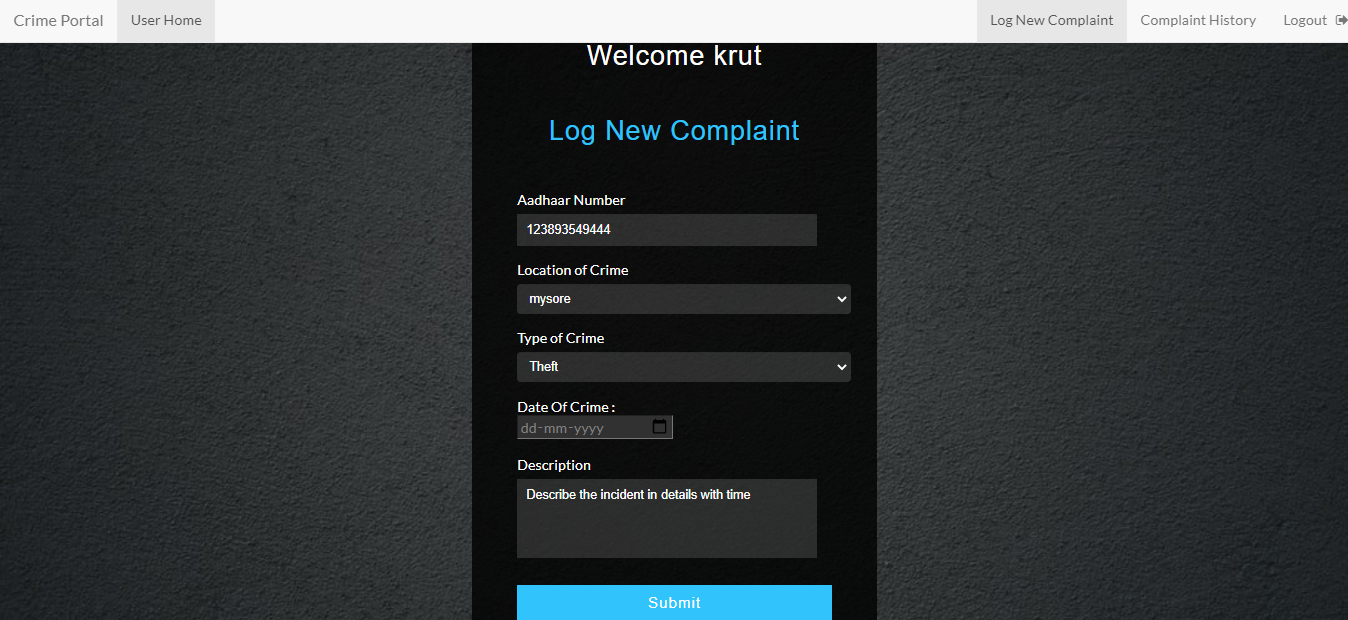 Crime Portal User Home Log New Complaint Complaint History Logout
Welcome krut
Log New Complaint
Aadhaar Number
123893549444
Location of Crime
mysore
Type of Crime
Theft
Date Of Crime :
dd-mm-yyyy
Description
Describe the incident in details with time
Submit